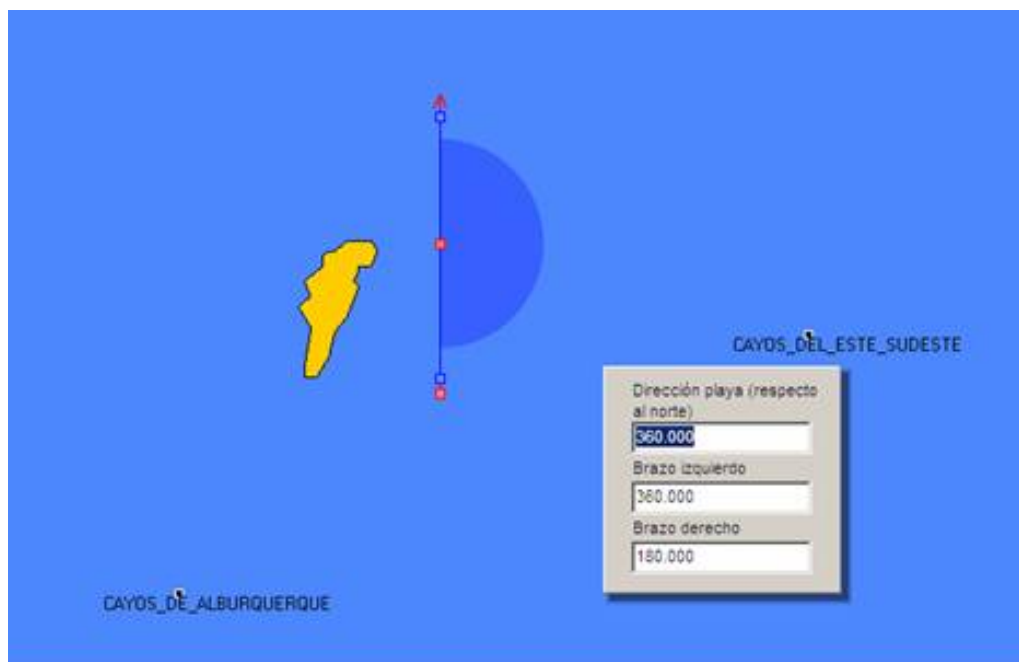 CAYOS_DEL_ESTE_SUDESTE
Dirección playa (respecto
al norte)
360.000
Brazo izquierdo
360.000
Brazo derecho
180.000
CAYOS_DE_ALBURQUERQUE